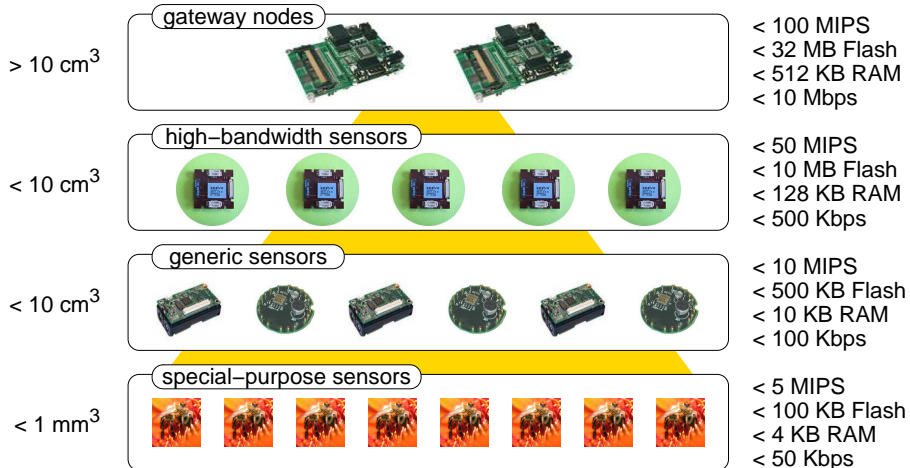 gateway nodes
> 10 cm³
< 100 MIPS
< 32 MB Flash
< 512 KB RAM
< 10 Mbps
high−bandwidth sensors
< 10 cm³
< 50 MIPS
< 10 MB Flash
< 128 KB RAM
< 500 Kbps
generic sensors
< 10 cm³
< 10 MIPS
< 500 KB Flash
< 10 KB RAM
< 100 Kbps
special−purpose sensors
< 1 mm³
< 5 MIPS
< 100 KB Flash
< 4 KB RAM
< 50 Kbps